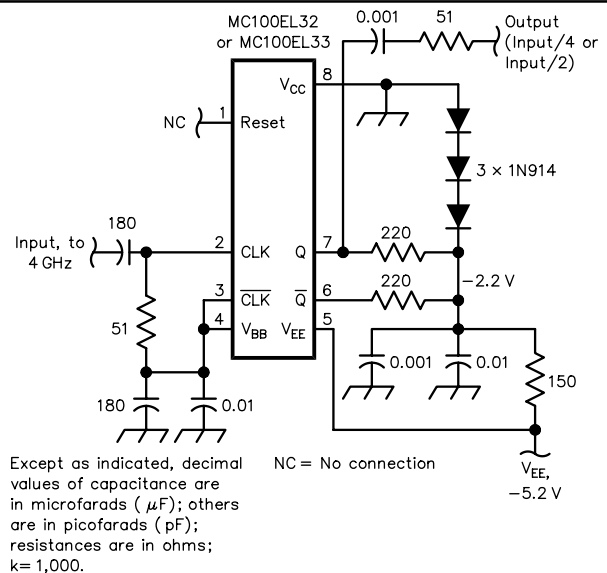 MC100EL32
or MC100EL33
0.001
51
Output
(Input/4 or
Input/2)
8
VCC
NC
1
Reset
3 × 1N914
180
Input, to
4 GHz
2
CLK
Q
7
220
−2.2 V
3
CLK
Q
6
220
51
4
VBB
VEE
5
0.001
0.01
150
180
0.01
Except as indicated, decimal
values of capacitance are
in microfarads ( µF); others
are in picofarads (pF);
resistances are in ohms;
k= 1,000.
NC = No connection
VEE,
−5.2 V